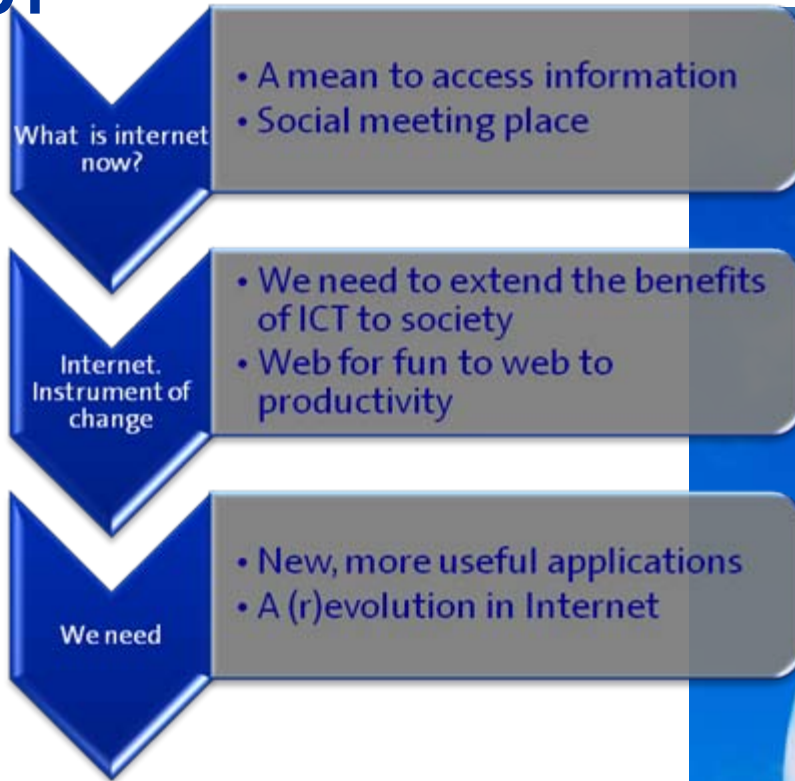 What is internet
now?
• A mean to access information
• Social meeting place
Internet.
Instrument of
change
• We need to extend the benefits
of ICT to society
• Web for fun to web to
productivity
We need
• New, more useful applications
• A (r)evolution in Internet